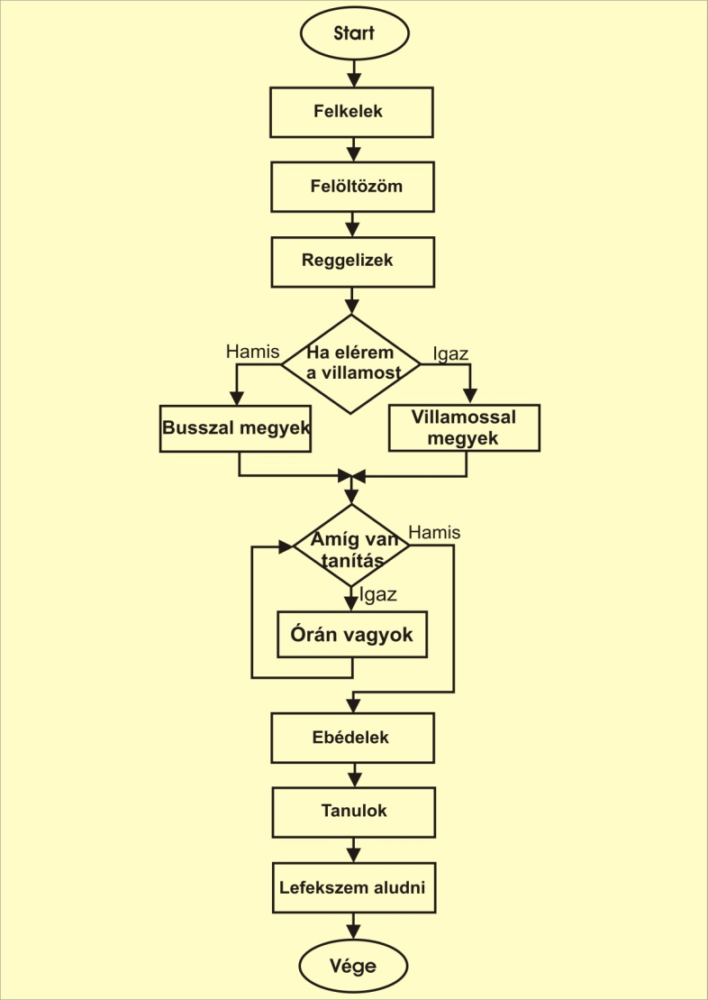 Start
Felkelek
Felöltözöm
Reggelizek
Hamis
Ha elérem
a villamost
Igaz
Busszal megyek
Villamossal
megyek
Amíg van
tanítás
Hamis
Igaz
Órán vagyok
Ebédelek
Tanulok
Lefekszem aludni
Vége